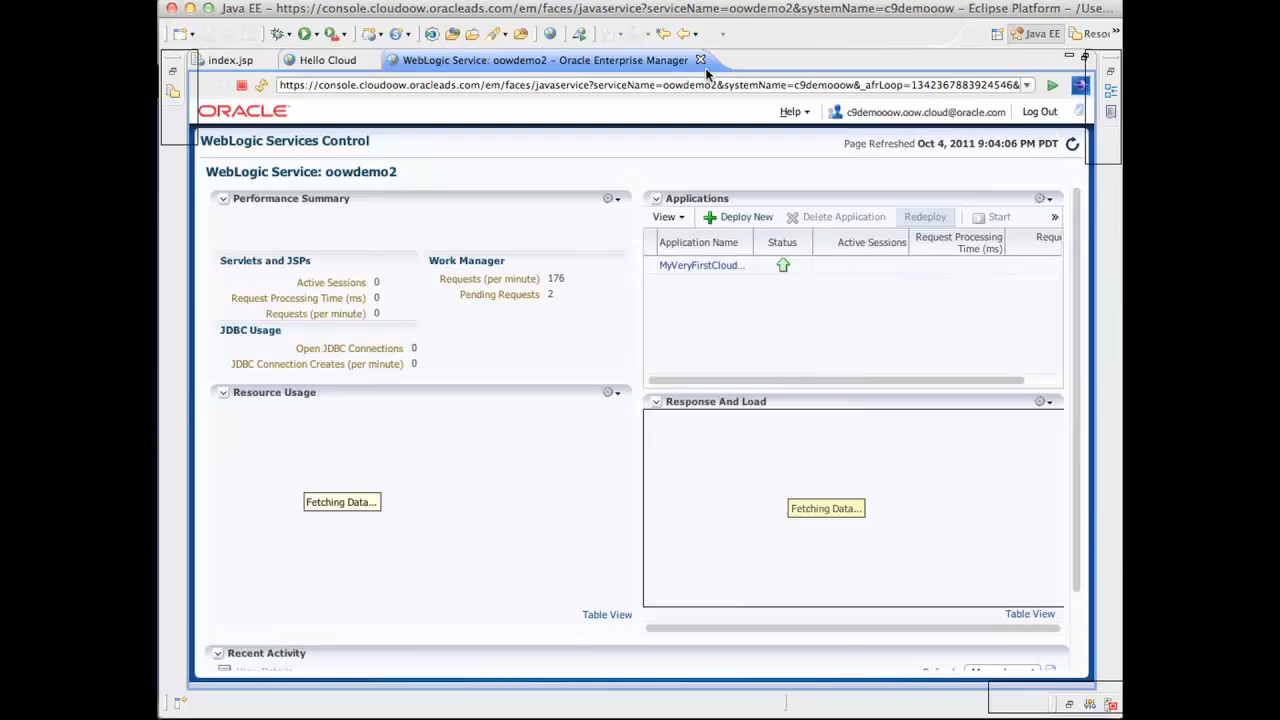 Java EE - https://console.cloudoow.oracleads.com/em/faces/javaservice?serviceName=oowdemo2&systemName=c9demooow - Eclipse Platform - /Use...
Java EE
Reso
index.jsp
Hello Cloud
WebLogic Service: oowdemo2 - Oracle Enterprise Manager
https://console.cloudoow.oracleads.com/em/faces/javaservice?serviceName=oowdemo2&systemName=c9demooow&_afrLoop=1342367883924546&
ORACLE
Help
c9demooow.oow.cloud@oracle.com
Log Out
WebLogic Services Control
Page Refreshed Oct 4, 2011 9:04:06 PM PDT
WebLogic Service: oowdemo2
Performance Summary
Servlets and JSPs
Active Sessions 0
Request Processing Time (ms) 0
Requests (per minute) 0
JDBC Usage
Open JDBC Connections 0
JDBC Connection Creates (per minute) 0
Work Manager
Requests (per minute) 176
Pending Requests 2
Applications
View
Deploy New
Delete Application
Redeploy
Start
Application Name
Status
Active Sessions
Request Processing
Time (ms)
Reque
MyVeryFirstCloud...
Resource Usage
Fetching Data...
Table View
Response And Load
Fetching Data...
Table View
Recent Activity